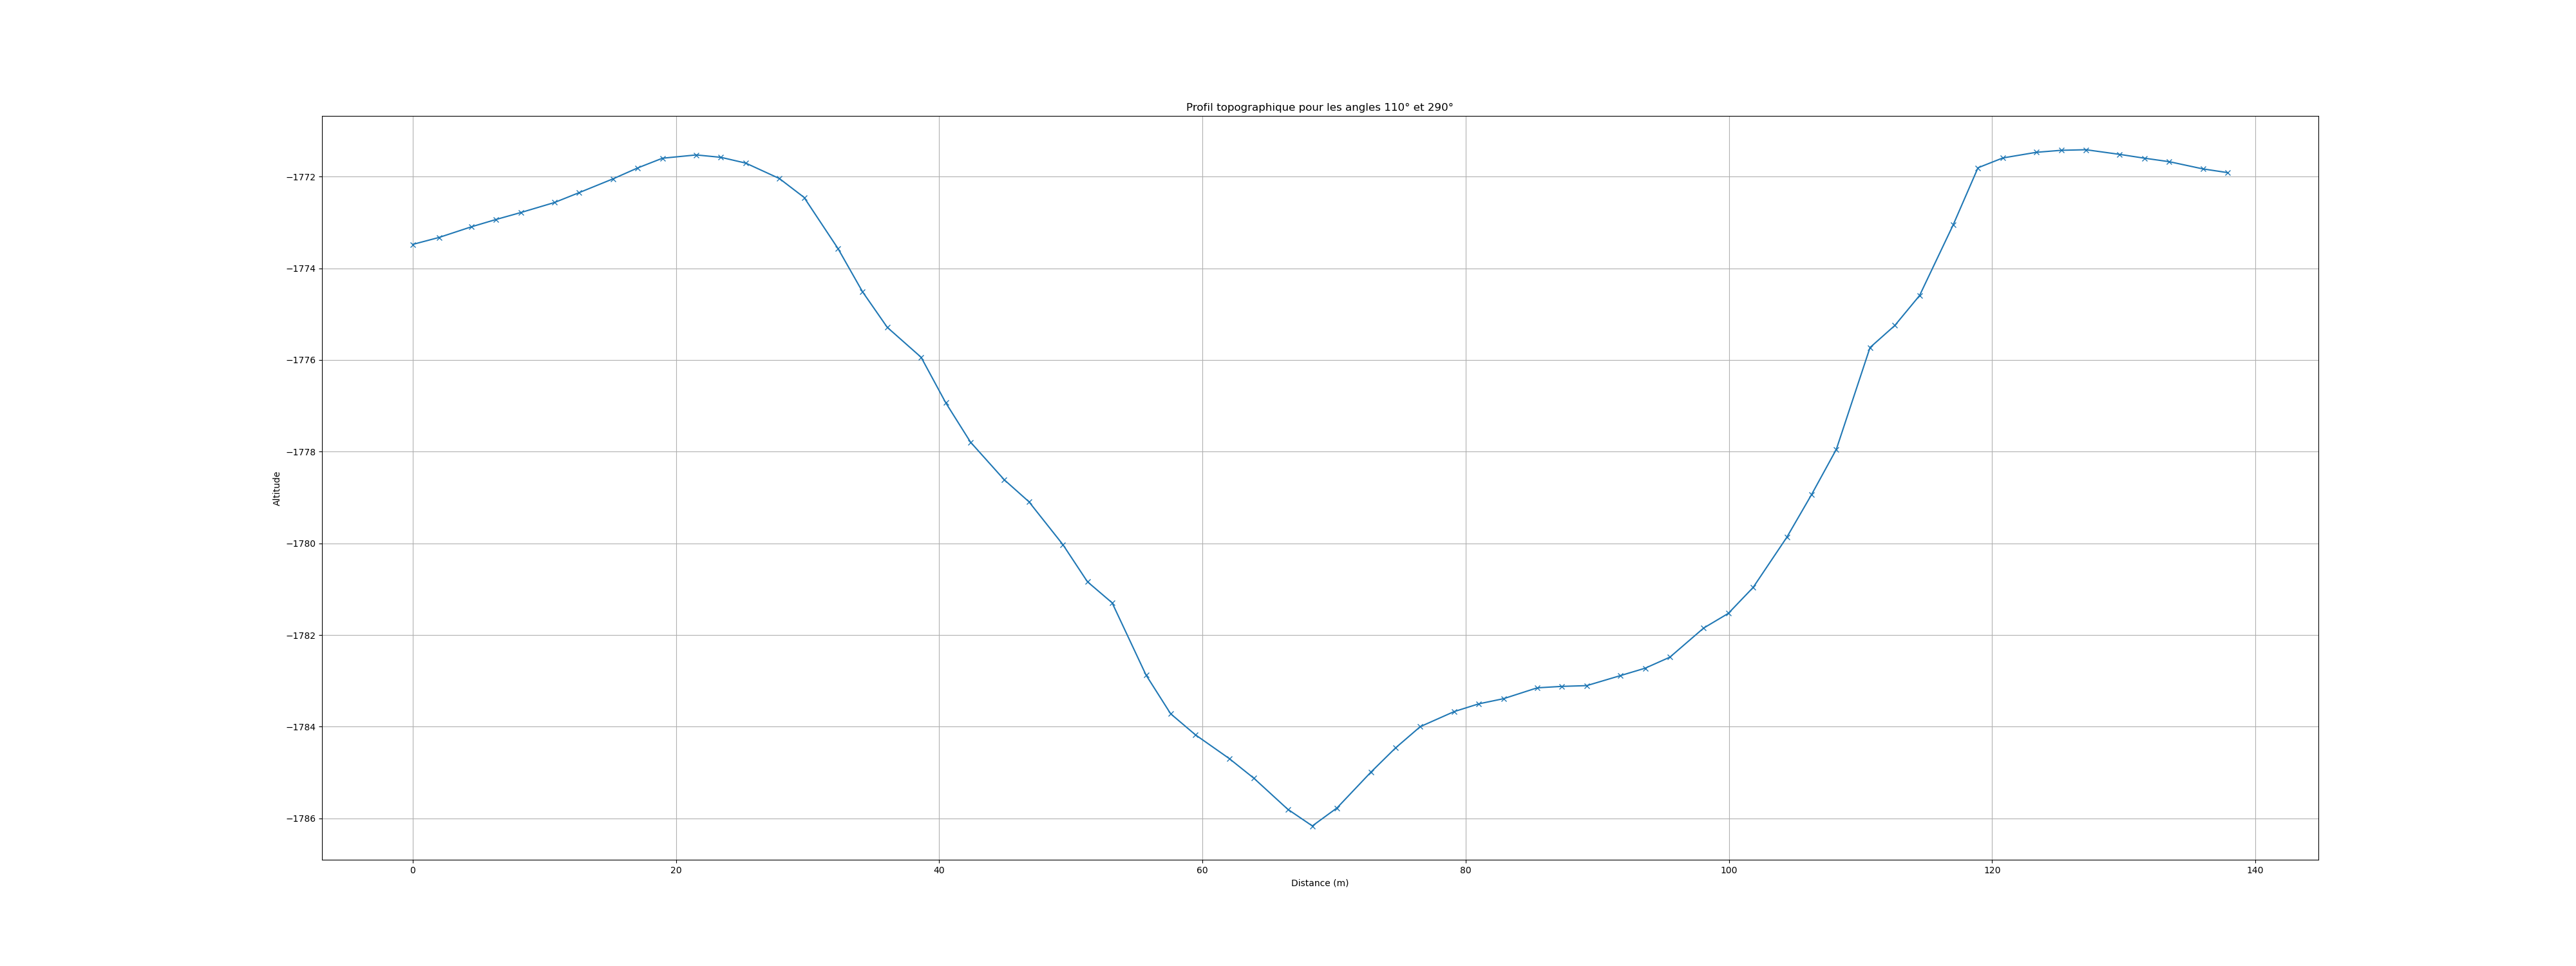 Profil topographique pour les angles 110° et 290°
Altitude
−1772
−1774
−1776
−1778
−1780
−1782
−1784
−1786
0 20 40 60 80 100 120 140
Distance (m)